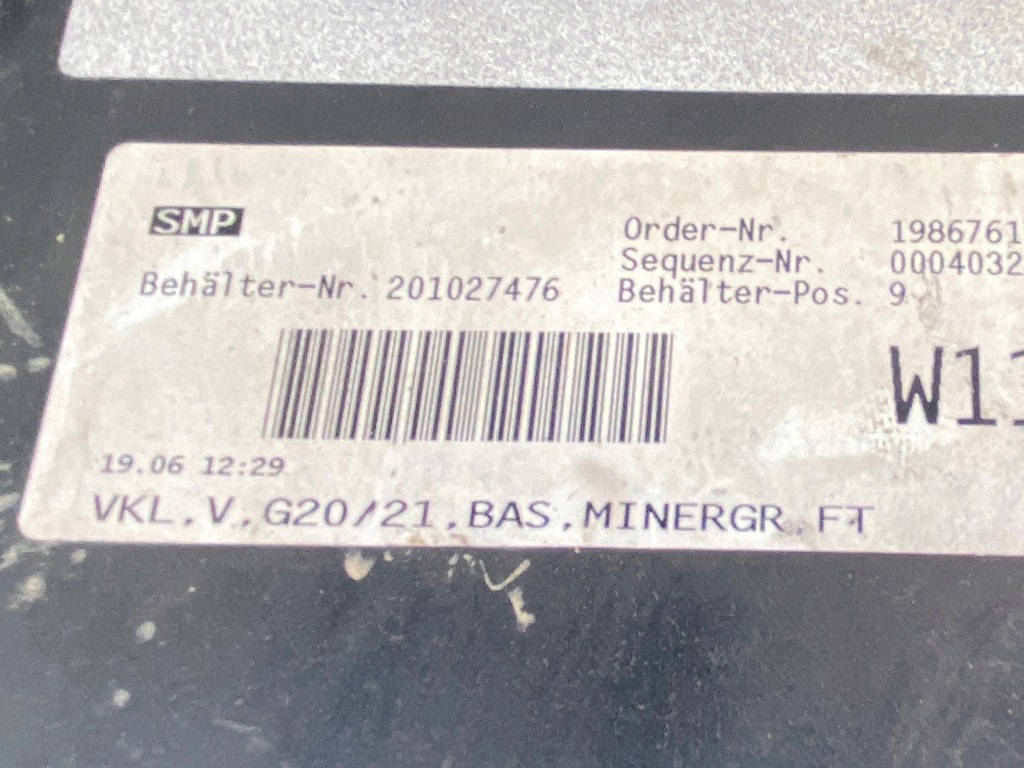 SMP
Order-Nr. 1986761
Sequenz-Nr. 0004032
Behälter-Nr. 201027476
Behälter-Pos. 9
W11
19.06 12:29
VKL,V,G20/21,BAS,MINERGR,FT